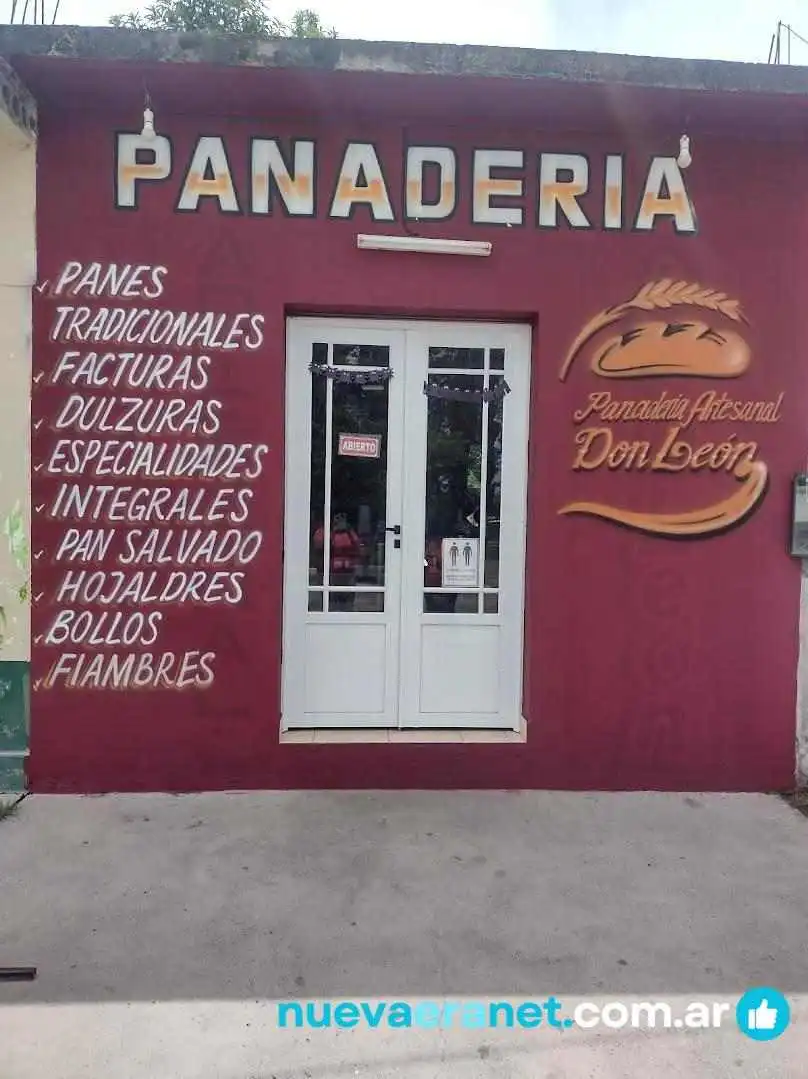 PANADERIA
PANES
TRADICIONALES
FACTURAS
DULZURAS
ESPECIALIDADES
INTEGRALES
PAN SALVADO
HOJALDRES
BOLLOS
FIAMBRES
ABIERTO
Panaderia Artesanal
Don León
nuevaeranet.com.ar